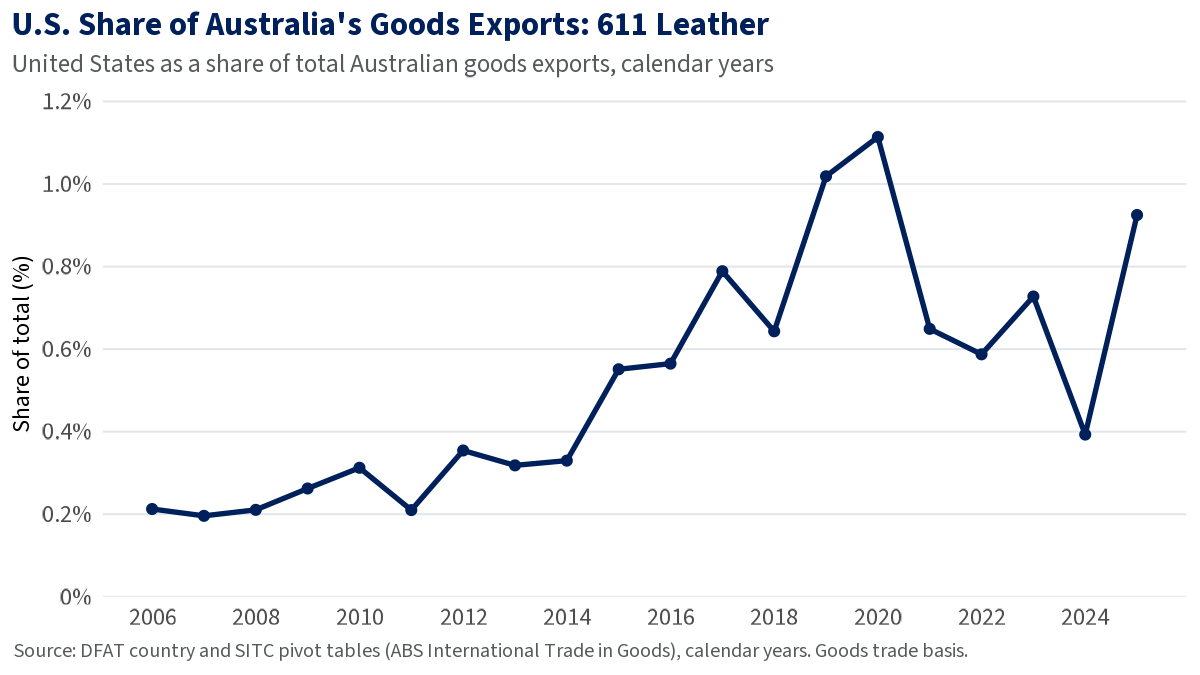 U.S. Share of Australia's Goods Exports: 611 Leather
United States as a share of total Australian goods exports, calendar years
Share of total (%)
1.2%
1.0%
0.8%
0.6%
0.4%
0.2%
0%
2006 2008 2010 2012 2014 2016 2018 2020 2022 2024
Source: DFAT country and SITC pivot tables (ABS International Trade in Goods), calendar years. Goods trade basis.